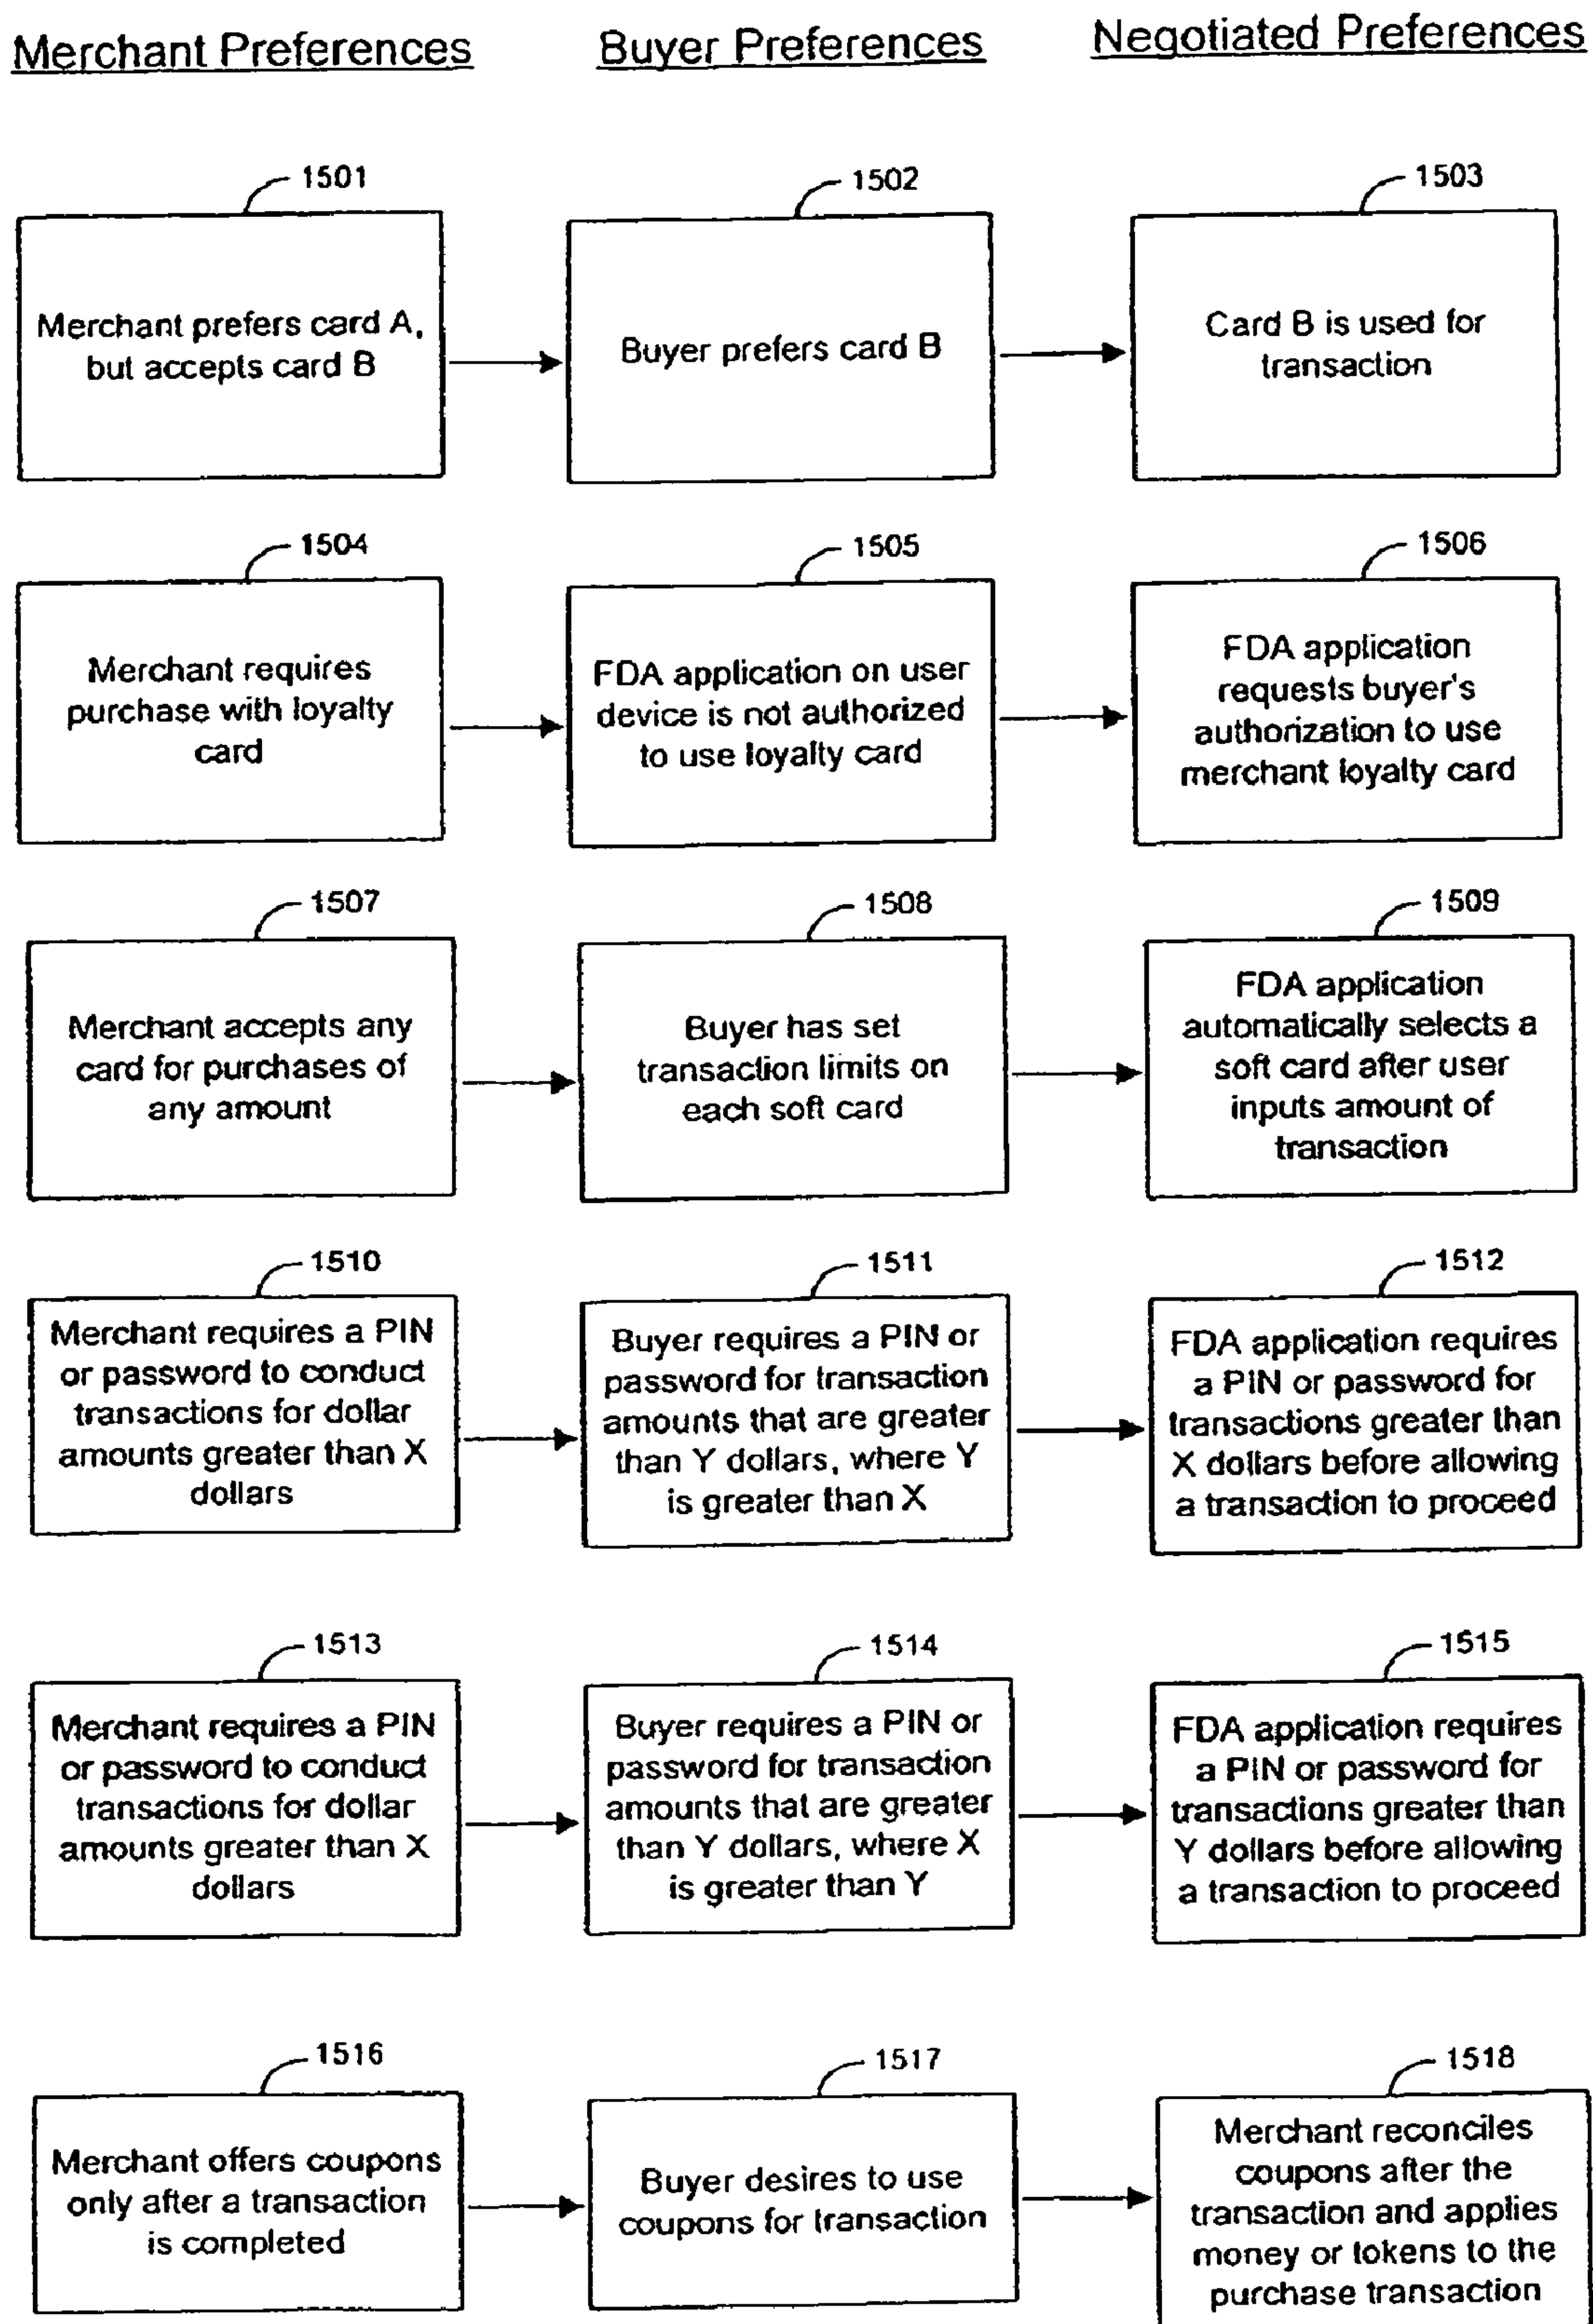 Merchant Preferences
Buyer Preferences
Negotiated Preferences
1501
Merchant prefers card A,
but accepts card B
1502
Buyer prefers card B
1503
Card B is used for
transaction
1504
Merchant requires
purchase with loyalty
card
1505
FDA application on user
device is not authorized
to use loyalty card
1506
FDA application
requests buyer's
authorization to use
merchant loyalty card
1507
Merchant accepts any
card for purchases of
any amount
1508
Buyer has set
transaction limits on
each soft card
1509
FDA application
automatically selects a
soft card after user
inputs amount of
transaction
1510
Merchant requires a PIN
or password to conduct
transactions for dollar
amounts greater than X
dollars
1511
Buyer requires a PIN or
password for transaction
amounts that are greater
than Y dollars, where Y
is greater than X
1512
FDA application requires
a PIN or password for
transactions greater than
X dollars before allowing
a transaction to proceed
1513
Merchant requires a PIN
or password to conduct
transactions for dollar
amounts greater than X
dollars
1514
Buyer requires a PIN or
password for transaction
amounts that are greater
than Y dollars, where X
is greater than Y
1515
FDA application requires
a PIN or password for
transactions greater than
Y dollars before allowing
a transaction to proceed
1516
Merchant offers coupons
only after a transaction
is completed
1517
Buyer desires to use
coupons for transaction
1518
Merchant reconciles
coupons after the
transaction and applies
money or tokens to the
purchase transaction